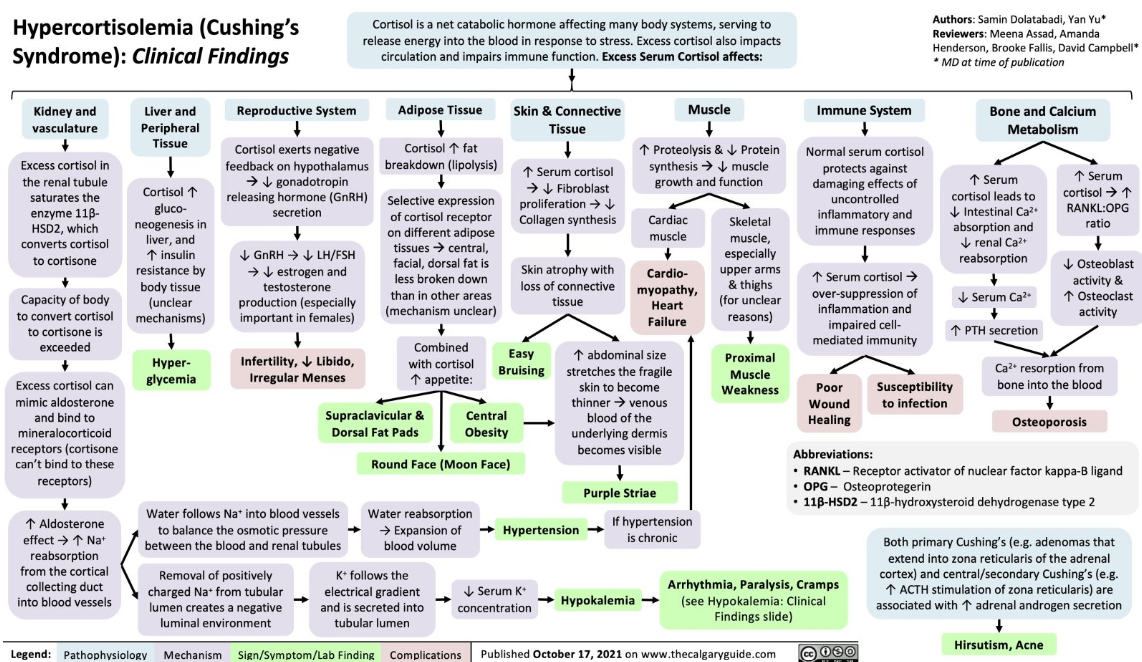 Hypercortisolemia (Cushing's
Syndrome): Clinical Findings
Cortisol is a net catabolic hormone affecting many body systems, serving to
release energy into the blood in response to stress. Excess cortisol also impacts
circulation and impairs immune function. Excess Serum Cortisol affects:
Authors: Samin Dolatabadi, Yan Yu*
Reviewers: Meena Assad, Amanda
Henderson, Brooke Fallis, David Campbell*
* MD at time of publication
Kidney and
vasculature
Excess cortisol in
the renal tubule
saturates the
enzyme 11β-
HSD2, which
converts cortisol
to cortisone
Capacity of body
to convert cortisol
to cortisone is
exceeded
Excess cortisol can
mimic aldosterone
and bind to
mineralocorticoid
receptors (cortisone
can't bind to these
receptors)
↑ Aldosterone
effect → ↑ Na⁺
reabsorption
from the cortical
collecting duct
into blood vessels
Liver and
Peripheral
Tissue
Cortisol ↑
gluco-
neogenesis in
liver, and
↑ insulin
resistance by
body tissue
(unclear
mechanisms)
Hyper-
glycemia
Reproductive System
Cortisol exerts negative
feedback on hypothalamus
→ ↓ gonadotropin
releasing hormone (GnRH)
secretion
↓ GnRH → ↓ LH/FSH
→ ↓ estrogen and
testosterone
production (especially
important in females)
Infertility, ↓ Libido,
Irregular Menses
Adipose Tissue
Cortisol ↑ fat
breakdown (lipolysis)
Selective expression
of cortisol receptor
on different adipose
tissues → central,
facial, dorsal fat is
less broken down
than in other areas
(mechanism unclear)
Combined
with cortisol
↑ appetite:
Supraclavicular &
Dorsal Fat Pads
Central
Obesity
Round Face (Moon Face)
Skin & Connective
Tissue
↑ Serum cortisol
→ ↓ Fibroblast
proliferation → ↓
Collagen synthesis
Skin atrophy with
loss of connective
tissue
Easy
Bruising
↑ abdominal size
stretches the fragile
skin to become
thinner → venous
blood of the
underlying dermis
becomes visible
Purple Striae
Muscle
↑ Proteolysis & ↓ Protein
synthesis → ↓ muscle
growth and function
Cardiac
muscle
Cardio-
myopathy,
Heart
Failure
Skeletal
muscle,
especially
upper arms
& thighs
(for unclear
reasons)
Proximal
Muscle
Weakness
Immune System
Normal serum cortisol
protects against
damaging effects of
uncontrolled
inflammatory and
immune responses
↑ Serum cortisol →
over-suppression of
inflammation and
impaired cell-
mediated immunity
Poor
Wound
Healing
Susceptibility
to infection
Bone and Calcium
Metabolism
↑ Serum
cortisol leads to
↓ Intestinal Ca²⁺
absorption and
↓ renal Ca²⁺
reabsorption
↓ Serum Ca²⁺
↑ PTH secretion
↑ Serum
cortisol → ↑
RANKL:OPG
ratio
↓ Osteoblast
activity &
↑ Osteoclast
activity
Ca²⁺ resorption from
bone into the blood
Osteoporosis
Water follows Na⁺ into blood vessels
to balance the osmotic pressure
between the blood and renal tubules
Water reabsorption
→ Expansion of
blood volume
Hypertension
If hypertension
is chronic
Removal of positively
charged Na⁺ from tubular
lumen creates a negative
luminal environment
K⁺ follows the
electrical gradient
and is secreted into
tubular lumen
↓ Serum K⁺
concentration
Hypokalemia
Arrhythmia, Paralysis, Cramps
(see Hypokalemia: Clinical
Findings slide)
Abbreviations:
• RANKL – Receptor activator of nuclear factor kappa-B ligand
• OPG – Osteoprotegerin
• 11β-HSD2 – 11β-hydroxysteroid dehydrogenase type 2
Both primary Cushing's (e.g. adenomas that
extend into zona reticularis of the adrenal
cortex) and central/secondary Cushing's (e.g.
↑ ACTH stimulation of zona reticularis) are
associated with ↑ adrenal androgen secretion
Hirsutism, Acne
Legend: Pathophysiology Mechanism Sign/Symptom/Lab Finding Complications Published October 17, 2021 on www.thecalgaryguide.com